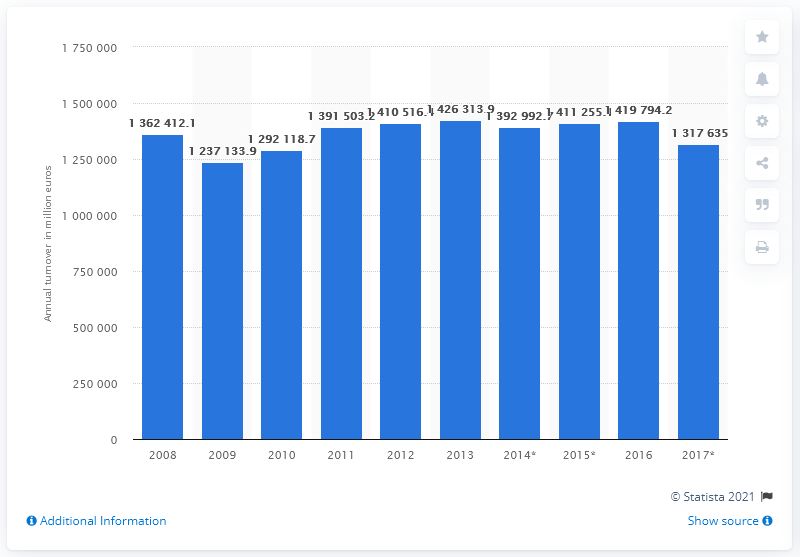 1 750 000
1 500 000
1 250 000
1 000 000
750 000
500 000
250 000
0
Annual turnover in million euros
1 362 412.1
1 237 133.9
1 292 118.7
1 391 503.2
1 410 516.1
1 426 313.9
1 392 992.7
1 411 255.1
1 419 794.2
1 317 635
2008 2009 2010 2011 2012 2013 2014* 2015* 2016 2017*
© Statista 2021
Additional Information
Show source